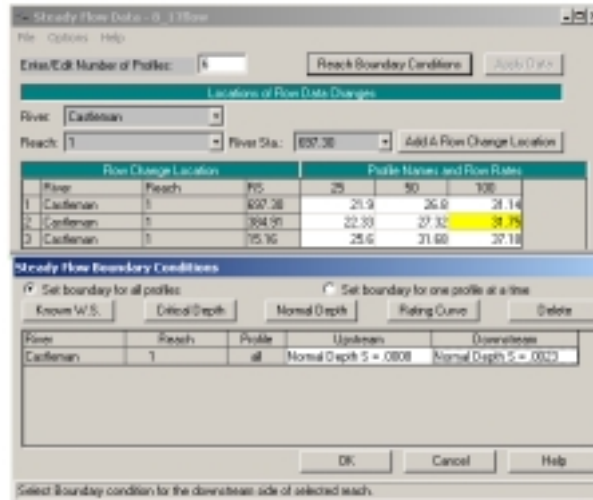 Steady Flow Data - 8_17flow
File Options Help
Enter/Edit Number of Profiles: Reach Boundary Conditions Apply Data
Locations of Flow Data Changes
River: Castleman
Reach: 1 River Sta.: 697.38 Add A Flow Change Location
Flow Change Location Profile Names and Flow Rates
River Reach RS 25 50 100
1 Castleman 1 697.38 21.9 26.8 31.14
2 Castleman 1 384.91 22.33 27.32 31.75
3 Castleman 1 15.16 25.6 31.68 37.18
Steady Flow Boundary Conditions
Set boundary for all profiles Set boundary for one profile at a time
Known W.S. Critical Depth Normal Depth Rating Curve Delete
River Reach Profile Upstream Downstream
Castleman 1 all Normal Depth S = .0008 Normal Depth S = .0023
OK Cancel Help
Select Boundary condition for the downstream side of selected reach.